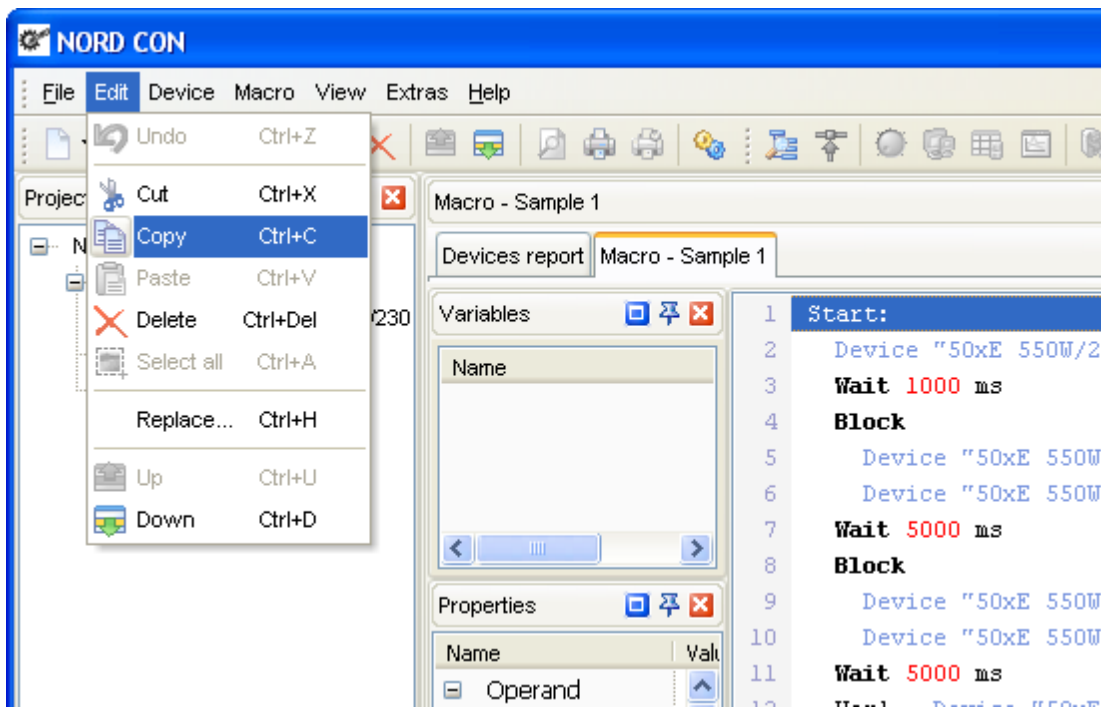 NORD CON
File Edit Device Macro View Extras Help
Undo Ctrl+Z
Cut Ctrl+X
Copy Ctrl+C
Paste Ctrl+V
Delete Ctrl+Del
Select all Ctrl+A
Replace... Ctrl+H
Up Ctrl+U
Down Ctrl+D
Projec
N
/230
Macro - Sample 1
Devices report Macro - Sample 1
Variables
Name
Properties
Name Valu
Operand
1 Start:
2 Device "50xE 550W/2
3 Wait 1000 ms
4 Block
5 Device "50xE 550W
6 Device "50xE 550W
7 Wait 5000 ms
8 Block
9 Device "50xE 550W
10 Device "50xE 550W
11 Wait 5000 ms